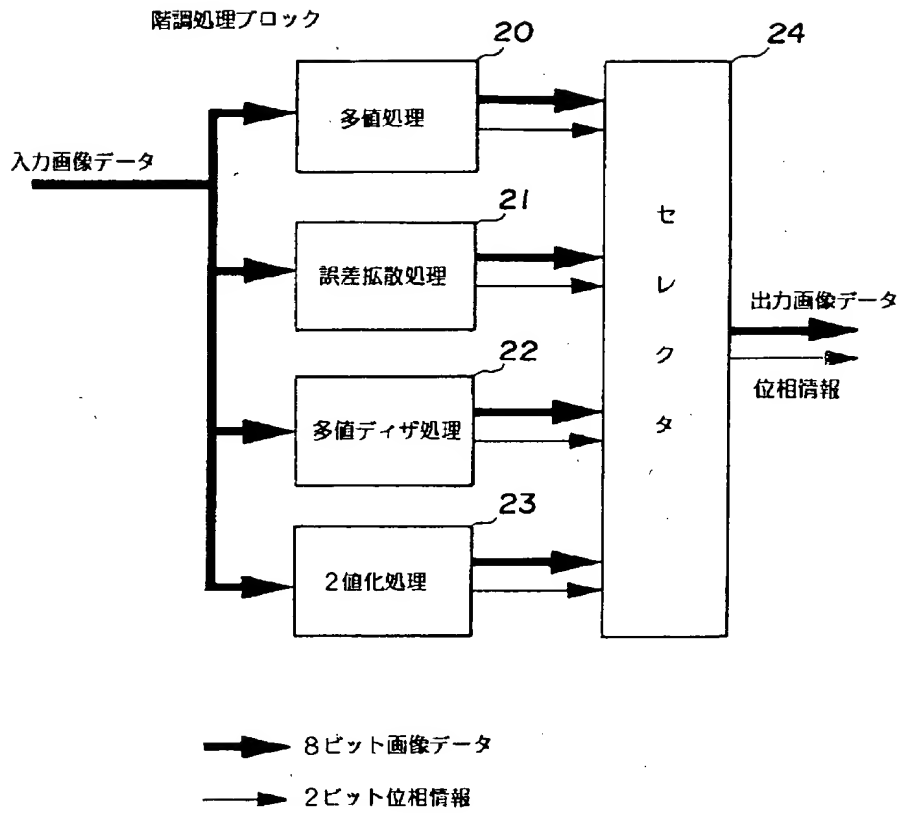 階調処理ブロック
20
24
多値処理
入力画像データ
21
誤差拡散処理
セレクタ
出力画像データ
位相情報
22
多値ディザ処理
23
2値化処理
8ビット画像データ
2ビット位相情報